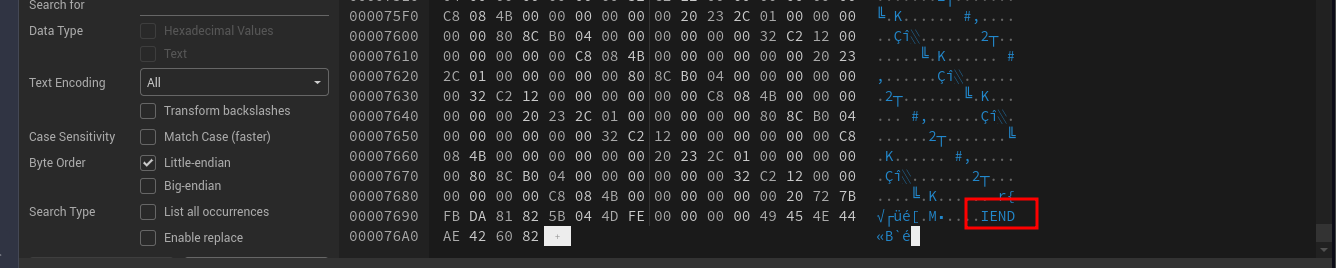 Search for
Data Type
Hexadecimal Values
Text
Text Encoding
All
Transform backslashes
Case Sensitivity
Match Case (faster)
Byte Order
Little-endian
Big-endian
Search Type
List all occurrences
Enable replace
000075F0 C8 08 4B 00 00 00 00 00 20 23 2C 01 00 00 00 ╚.K...... #,....
00007600 00 00 80 8C B0 04 00 00 00 00 00 32 C2 12 00 ..Çî░.......2┬..
00007610 00 00 00 00 C8 08 4B 00 00 00 00 00 00 20 23 .....╚.K...... #
00007620 2C 01 00 00 00 00 00 80 8C B0 04 00 00 00 00 ,......Çî░......
00007630 00 32 C2 12 00 00 00 00 00 C8 08 4B 00 00 00 .2┬.......╚.K...
00007640 00 00 00 20 23 2C 01 00 00 00 00 00 80 8C B0 04 ... #,......Çî░.
00007650 00 00 00 00 00 32 C2 12 00 00 00 00 00 00 C8 .....2┬.......╚
00007660 08 4B 00 00 00 00 00 00 20 23 2C 01 00 00 00 00 .K...... #,.....
00007670 00 80 8C B0 04 00 00 00 00 00 32 C2 12 00 00 00 .Çî░......2┬...
00007680 00 00 00 00 C8 08 4B 00 00 00 00 00 00 20 72 7B ....╚.K...... r{
00007690 FB DA 81 82 5B 04 4D FE 00 00 00 00 49 45 4E 44 √┌üé[.M▪....IEND
000076A0 AE 42 60 82 + «B`é